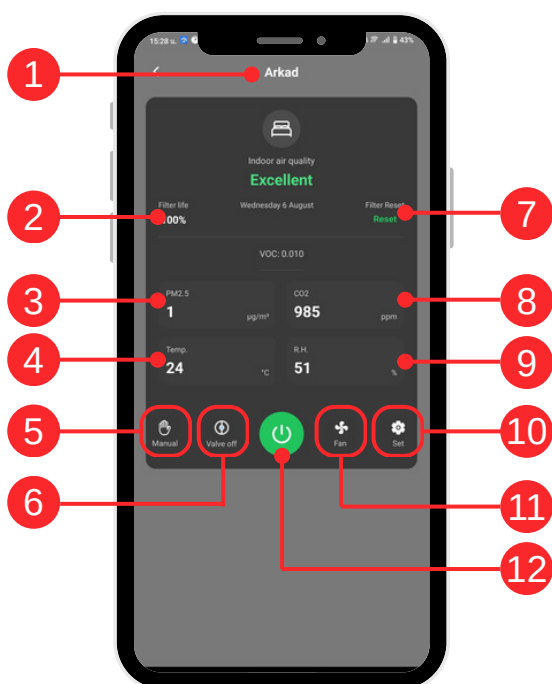 15:28 น. 43%
1
Arkad
Indoor air quality
Excellent
Filter life Wednesday 6 August Filter Reset
2 100% Reset 7
VOC: 0.010
PM2.5 CO2
3 1 µg/m³ 985 ppm 8
Temp. R.H.
4 24 °C 51 % 9
5 Manual Valve off Fan Set 10
6 11
12